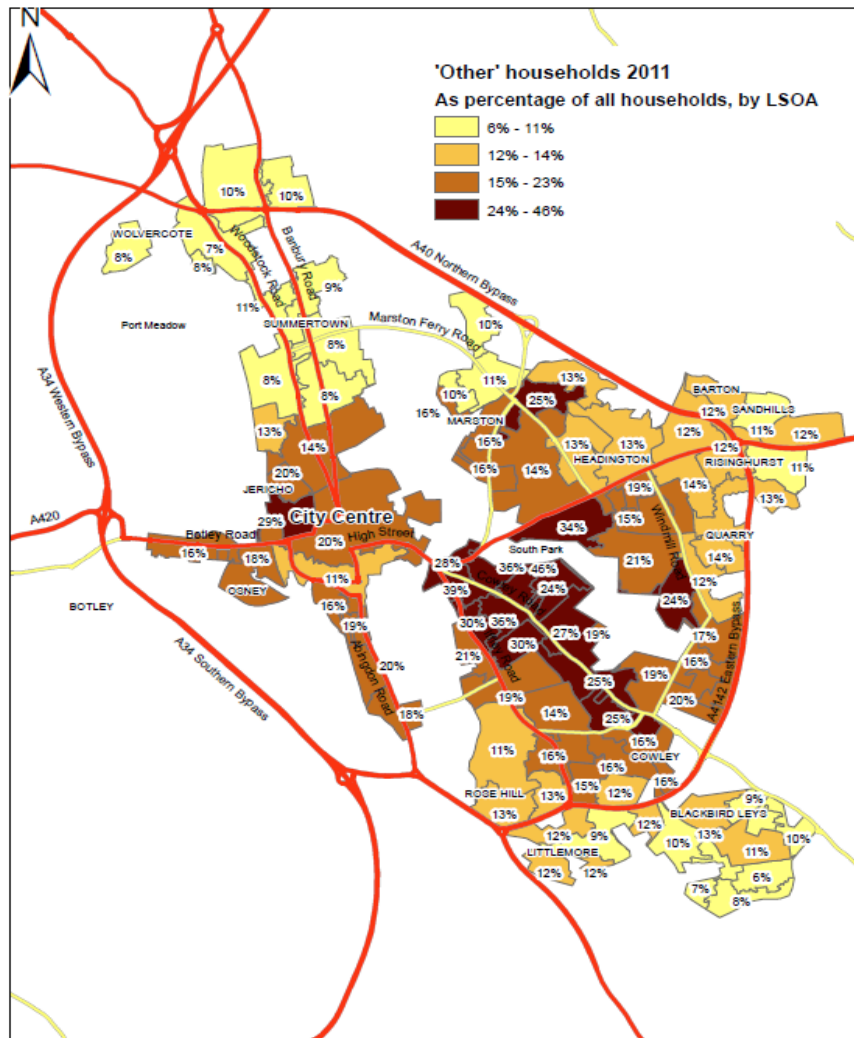 N
'Other' households 2011
As percentage of all households, by LSOA
6% - 11%
12% - 14%
15% - 23%
24% - 46%
10%
10%
WOLVERCOTE
7%
8%
8%
Woodstock Road
Banbury Road
9%
11%
A40 Northern Bypass
Port Meadow
SUMMERTOWN
Marston Ferry Road
10%
8%
8%
8%
A34 Western Bypass
13%
BARTON
10%
11%
25%
16%
MARSTON
12%
SANDHILLS
11%
12%
13%
14%
16%
13%
13%
12%
12%
HEADINGTON
RISINGHURST
11%
20%
16%
14%
19%
14%
13%
JERICHO
29%
City Centre
A420
Botley Road
20%
High Street
34%
15%
Windmill Road
QUARRY
16%
18%
South Park
21%
14%
28%
36%
46%
12%
11%
OSNEY
39%
24%
24%
BOTLEY
16%
30%
36%
27%
19%
17%
19%
30%
16%
A34 Southern Bypass
Abingdon Road
20%
21%
25%
19%
20%
A4142 Eastern Bypass
18%
19%
14%
25%
16%
11%
16%
16%
COWLEY
ROSE HILL
13%
15%
12%
16%
13%
9%
BLACKBIRD LEYS
12%
9%
12%
13%
10%
LITTLEMORE
10%
11%
12%
12%
6%
7%
8%